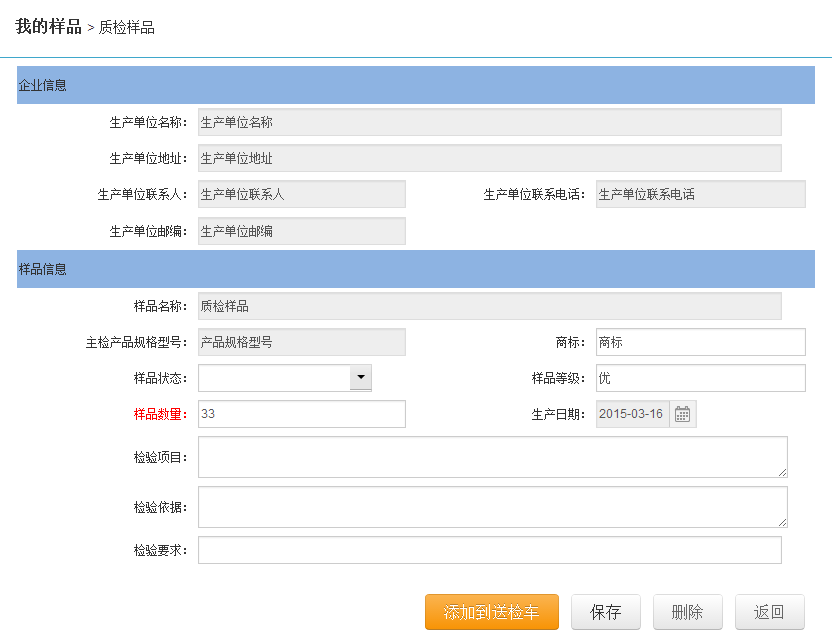 我的样品 > 质检样品
企业信息
生产单位名称： 生产单位名称
生产单位地址： 生产单位地址
生产单位联系人： 生产单位联系人 生产单位联系电话： 生产单位联系电话
生产单位邮编： 生产单位邮编
样品信息
样品名称： 质检样品
主检产品规格型号： 产品规格型号 商标： 商标
样品状态： 样品等级： 优
样品数量： 33 生产日期： 2015-03-16
检验项目：
检验依据：
检验要求：
添加到送检车 保存 删除 返回